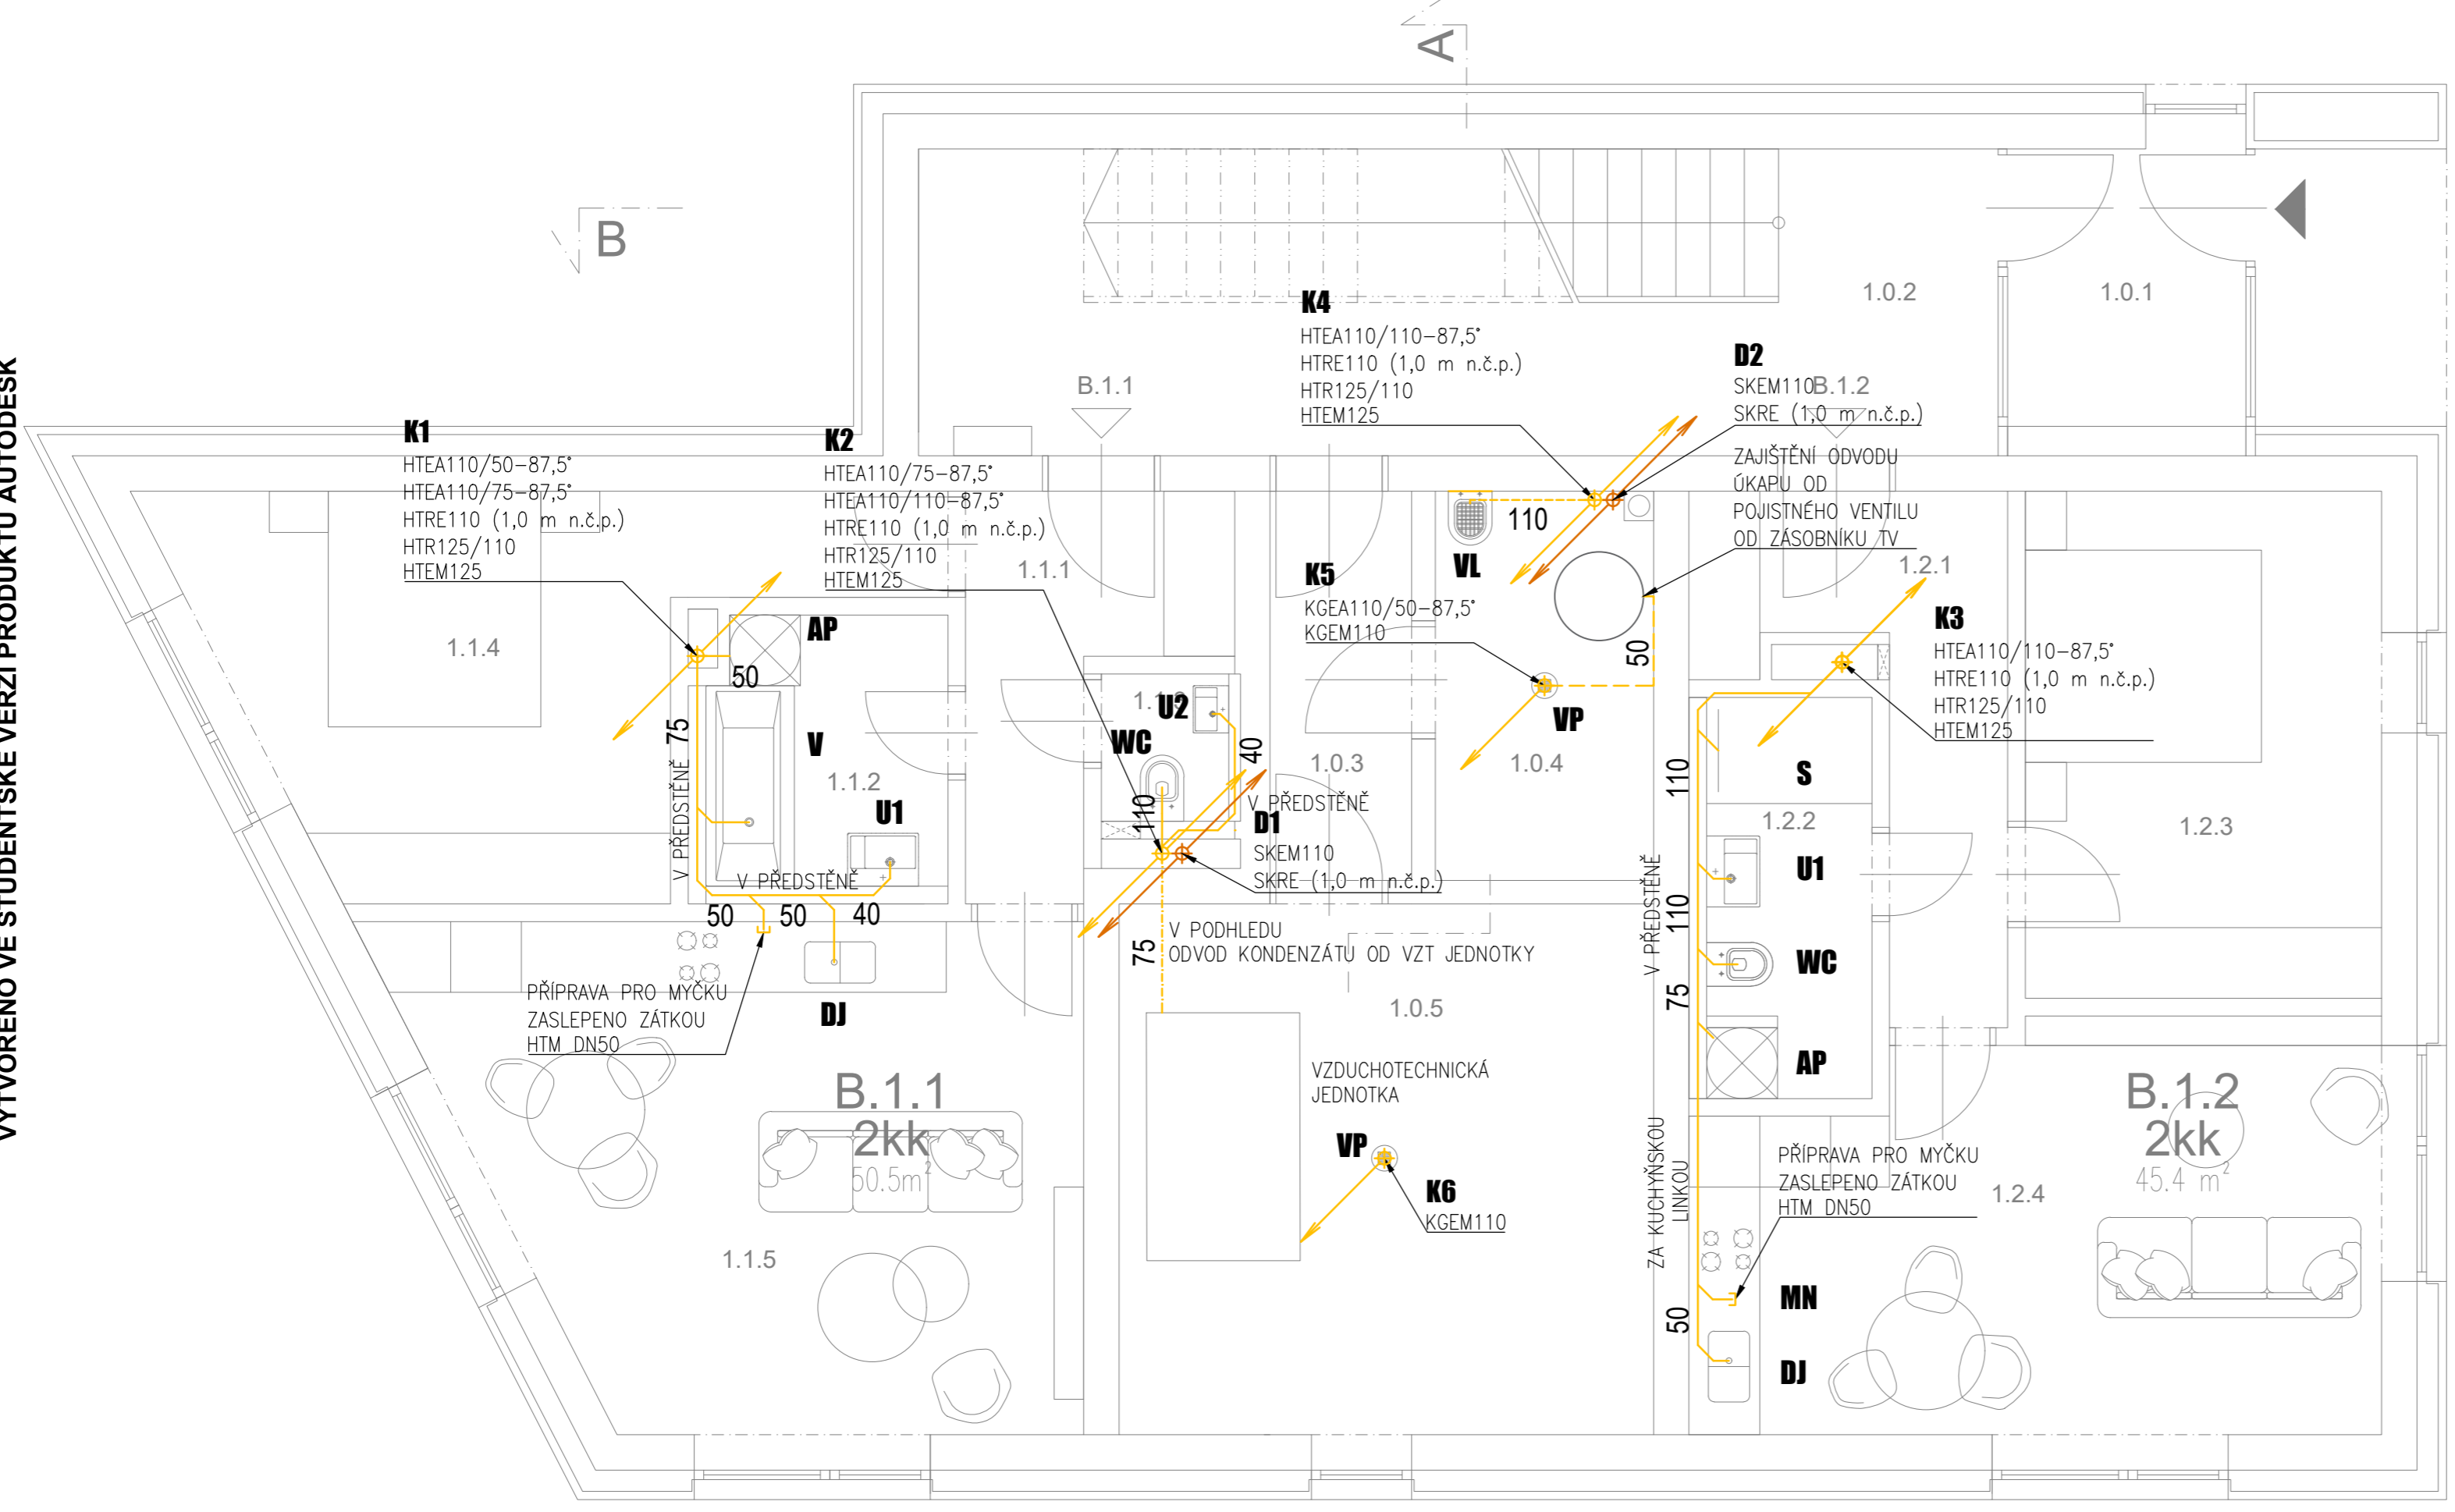 VYTVOŘENO VE STUDENTSKÉ VERZI PRODUKTU AUTODESK
A
B
K4
HTEA110/110-87,5°
HTRE110 (1,0 m n.č.p.)
HTR125/110
HTEM125
1.0.2
1.0.1
D2
SKEM110
SKRE (1,0 m n.č.p.)
B.1.1
B.1.2
K1
HTEA110/50-87,5°
HTEA110/75-87,5°
HTRE110 (1,0 m n.č.p.)
HTR125/110
HTEM125
K2
HTEA110/75-87,5°
HTEA110/110-87,5°
HTRE110 (1,0 m n.č.p.)
HTR125/110
HTEM125
ZAJIŠTĚNÍ ODVODU
ÚKAPU OD
POJISTNÉHO VENTILU
OD ZÁSOBNÍKU TV
110
VL
1.1.1
1.2.1
K5
KGEA110/50-87,5°
KGEM110
50
K3
HTEA110/110-87,5°
HTRE110 (1,0 m n.č.p.)
HTR125/110
HTEM125
1.1.4
AP
50
75
V PŘEDSTĚNĚ
V
1.1.2
U1
V PŘEDSTĚNĚ
50
50
40
U2
WC
40
110
V PŘEDSTĚNĚ
D1
SKEM110
SKRE (1,0 m n.č.p.)
1.0.3
VP
1.0.4
110
S
1.2.2
1.2.3
U1
V PŘEDSTĚNĚ
110
WC
75
AP
75
V PODHLEDU
ODVOD KONDENZÁTU OD VZT JEDNOTKY
1.0.5
PŘÍPRAVA PRO MYČKU
ZASLEPENO ZÁTKOU
HTM DN50
DJ
B.1.1
2kk
50.5m²
1.1.5
VZDUCHOTECHNICKÁ
JEDNOTKA
VP
K6
KGEM110
ZA KUCHYŇSKOU
LINKOU
50
PŘÍPRAVA PRO MYČKU
ZASLEPENO ZÁTKOU
HTM DN50
MN
DJ
B.1.2
2kk
45.4 m²
1.2.4